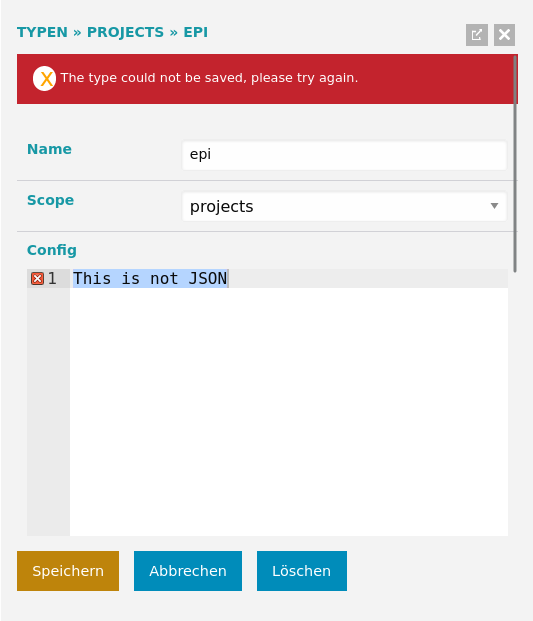 TYPEN » PROJECTS » EPI
X The type could not be saved, please try again.
Name epi
Scope projects
Config
1 This is not JSON
Speichern Abbrechen Löschen